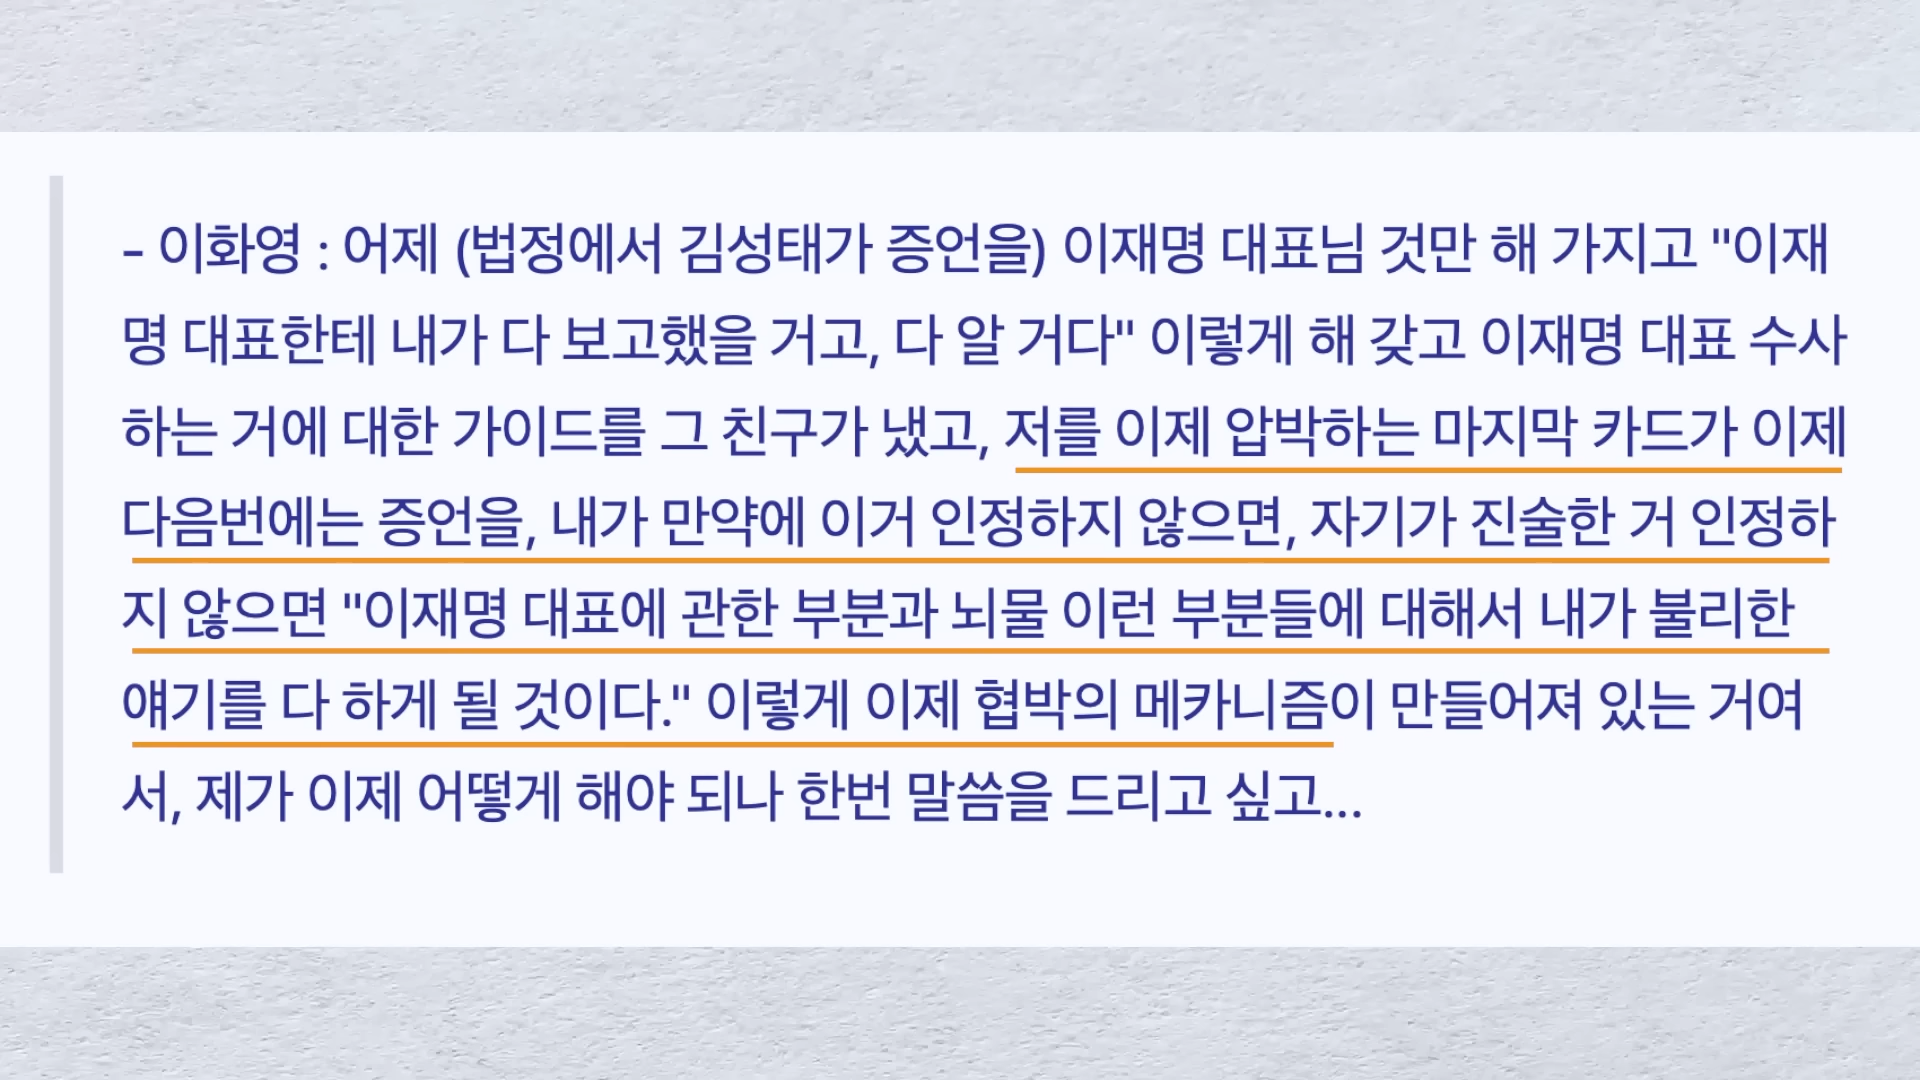 - 이화영 : 어제 (법정에서 김성태가 증언을) 이재명 대표님 것만 해 가지고 "이재
명 대표한테 내가 다 보고했을 거고, 다 알 거다" 이렇게 해 갖고 이재명 대표 수사
하는 거에 대한 가이드를 그 친구가 냈고, 저를 이제 압박하는 마지막 카드가 이제
다음번에는 증언을, 내가 만약에 이거 인정하지 않으면, 자기가 진술한 거 인정하
지 않으면 "이재명 대표에 관한 부분과 뇌물 이런 부분들에 대해서 내가 불리한
얘기를 다 하게 될 것이다." 이렇게 이제 협박의 메카니즘이 만들어져 있는 거여
서, 제가 이제 어떻게 해야 되나 한번 말씀을 드리고 싶고...